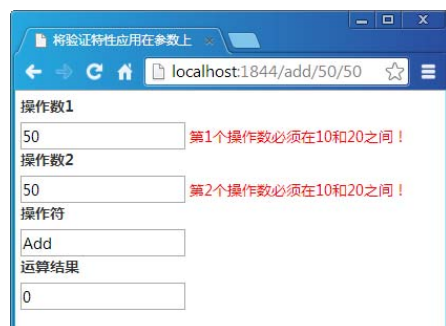 将验证特性应用在参数上
localhost:1844/add/50/50
操作数1
50 第1个操作数必须在10和20之间！
操作数2
50 第2个操作数必须在10和20之间！
操作符
Add
运算结果
0